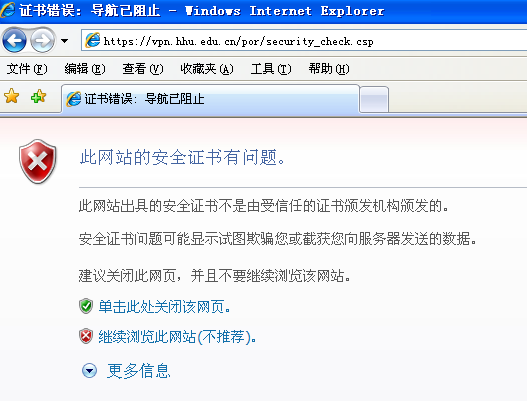 证书错误: 导航已阻止 - Windows Internet Explorer
https://vpn.hhu.edu.cn/por/security_check.csp
文件(F) 编辑(E) 查看(V) 收藏夹(A) 工具(T) 帮助(H)
证书错误: 导航已阻止
此网站的安全证书有问题。
此网站出具的安全证书不是由受信任的证书颁发机构颁发的。
安全证书问题可能显示试图欺骗您或截获您向服务器发送的数据。
建议关闭此网页，并且不要继续浏览该网站。
单击此处关闭该网页。
继续浏览此网站(不推荐)。
更多信息